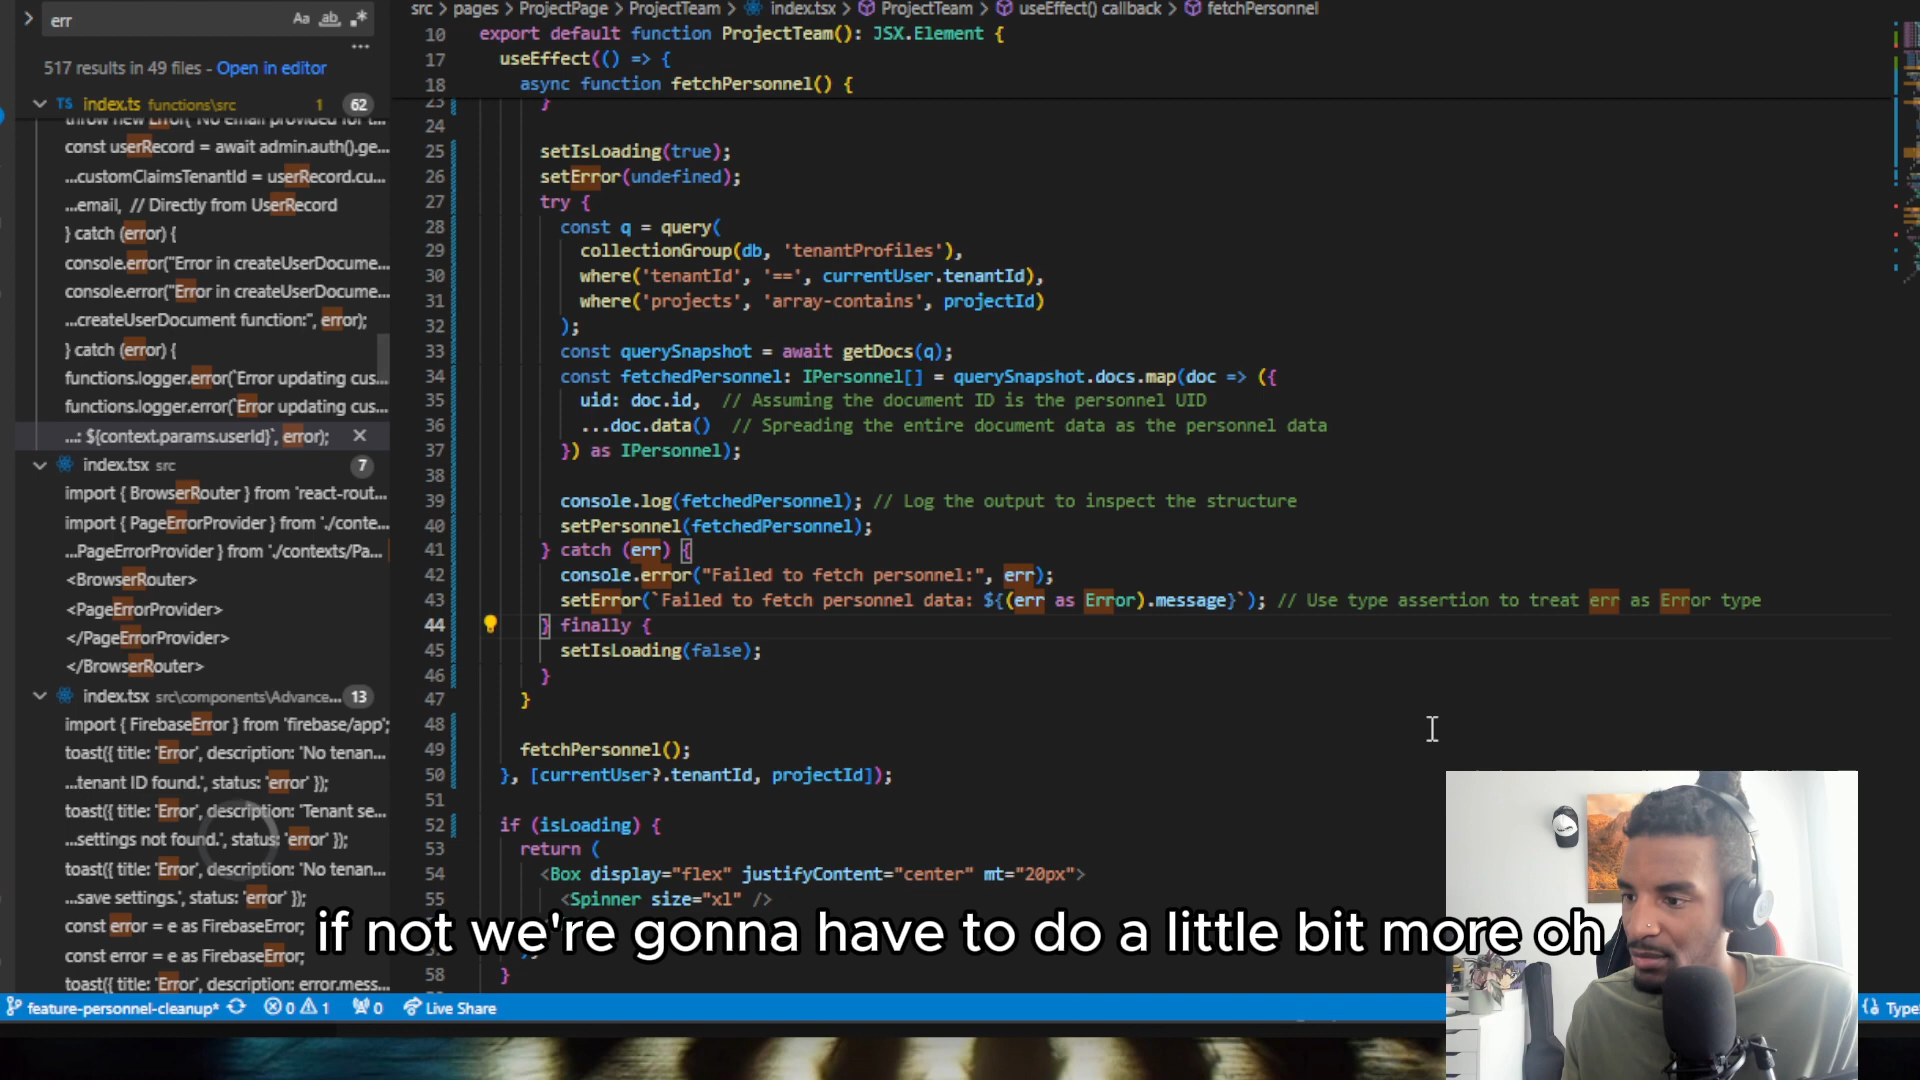 err
Aa ab .*
517 results in 49 files - Open in editor
TS index.ts functions\src 1 62
throw new Error("No email provided for t...
const userRecord = await admin.auth().ge...
...customClaimsTenantId = userRecord.cu...
...email, // Directly from UserRecord
} catch (error) {
console.error("Error in createUserDocume...
console.error("Error in createUserDocume...
...createUserDocument function:", error);
} catch (error) {
functions.logger.error(`Error updating cus...
functions.logger.error(`Error updating cus...
...: ${context.params.userId}`, error);
index.tsx src 7
import { BrowserRouter } from 'react-rout...
import { PageErrorProvider } from './conte...
...PageErrorProvider } from './contexts/Pa...
<BrowserRouter>
<PageErrorProvider>
</PageErrorProvider>
</BrowserRouter>
index.tsx src\components\Advance... 13
import { FirebaseError } from 'firebase/app';
toast({ title: 'Error', description: 'No tenan...
...tenant ID found.', status: 'error' });
toast({ title: 'Error', description: 'Tenant se...
...settings not found.', status: 'error' });
toast({ title: 'Error', description: 'No tenan...
...save settings.', status: 'error' });
const error = e as FirebaseError;
const error = e as FirebaseError;
toast({ title: 'Error', description: error.mess...
src > pages > ProjectPage > ProjectTeam > index.tsx > ProjectTeam > useEffect() callback > fetchPersonnel
10 export default function ProjectTeam(): JSX.Element {
17 useEffect(() => {
18 async function fetchPersonnel() {
23 }
24
25 setIsLoading(true);
26 setError(undefined);
27 try {
28 const q = query(
29 collectionGroup(db, 'tenantProfiles'),
30 where('tenantId', '==', currentUser.tenantId),
31 where('projects', 'array-contains', projectId)
32 );
33 const querySnapshot = await getDocs(q);
34 const fetchedPersonnel: IPersonnel[] = querySnapshot.docs.map(doc => ({
35 uid: doc.id, // Assuming the document ID is the personnel UID
36 ...doc.data() // Spreading the entire document data as the personnel data
37 }) as IPersonnel);
38
39 console.log(fetchedPersonnel); // Log the output to inspect the structure
40 setPersonnel(fetchedPersonnel);
41 } catch (err) {
42 console.error("Failed to fetch personnel:", err);
43 setError(`Failed to fetch personnel data: ${(err as Error).message}`); // Use type assertion to treat err as Error type
44 } finally {
45 setIsLoading(false);
46 }
47 }
48
49 fetchPersonnel();
50 }, [currentUser?.tenantId, projectId]);
51
52 if (isLoading) {
53 return (
54 <Box display="flex" justifyContent="center" mt="20px">
55 <Spinner size="xl" />
if not we're gonna have to do a little bit more oh
58 }
feature-personnel-cleanup* 0 1 0 Live Share
{} Type